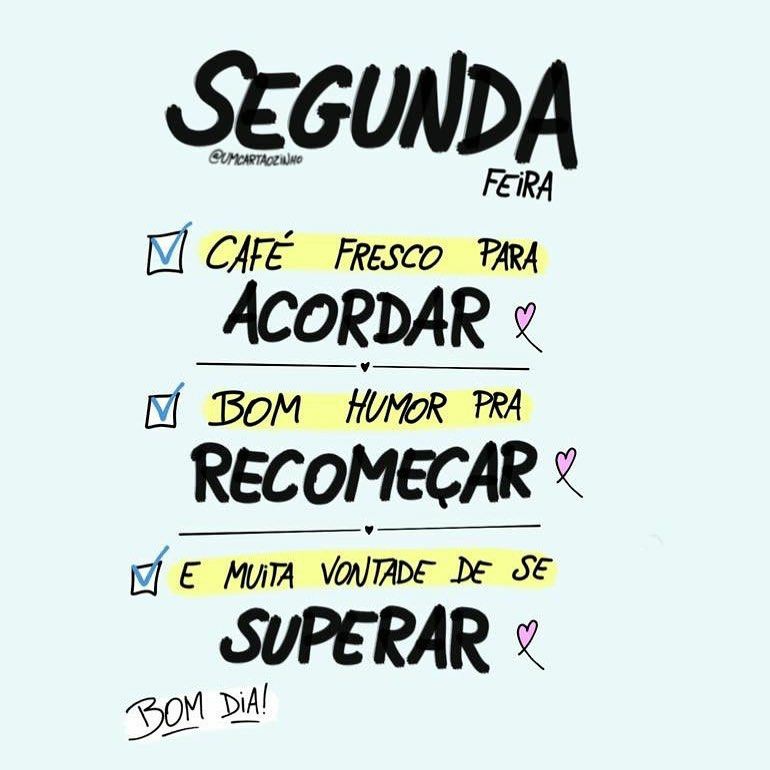 SEGUNDA
@UMCARTAOZINHO
FEIRA
CAFÉ FRESCO PARA
ACORDAR
BOM HUMOR PRA
RECOMEÇAR
E MUITA VONTADE DE SE
SUPERAR
BOM DIA!